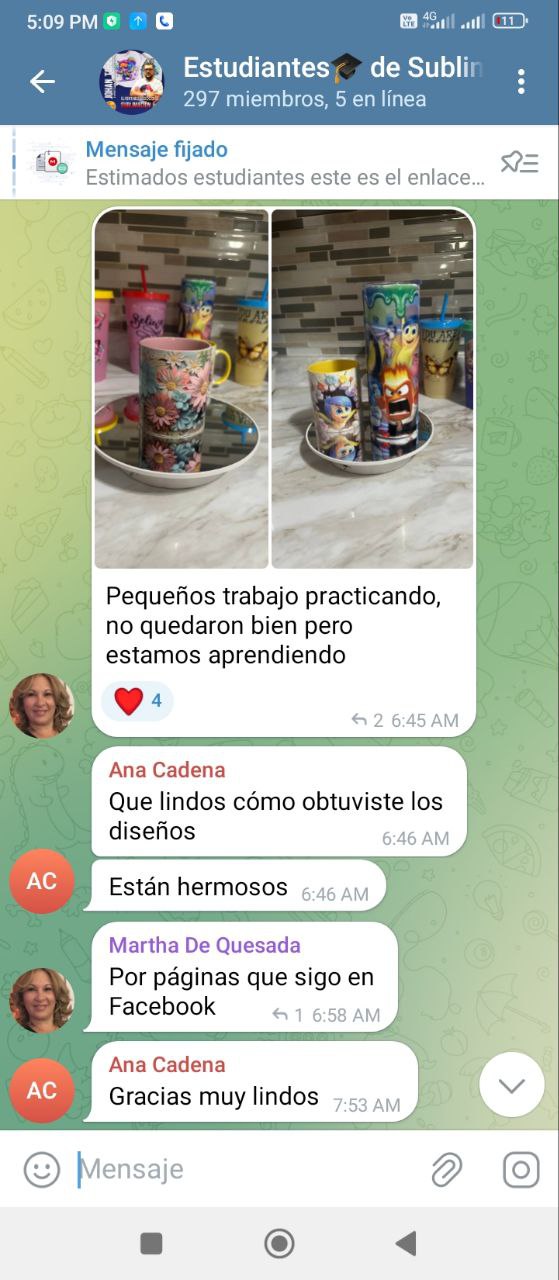 5:09 PM
Vo LTE
4G
11
Estudiantes🎓 de Sublin
297 miembros, 5 en línea
Mensaje fijado
Estimados estudiantes este es el enlace...
Pequeños trabajo practicando,
no quedaron bien pero
estamos aprendiendo
❤️ 4
2 6:45 AM
Ana Cadena
Que lindos cómo obtuviste los
diseños
6:46 AM
AC
Están hermosos 6:46 AM
Martha De Quesada
Por páginas que sigo en
Facebook
1 6:58 AM
Ana Cadena
AC
Gracias muy lindos 7:53 AM
Mensaje